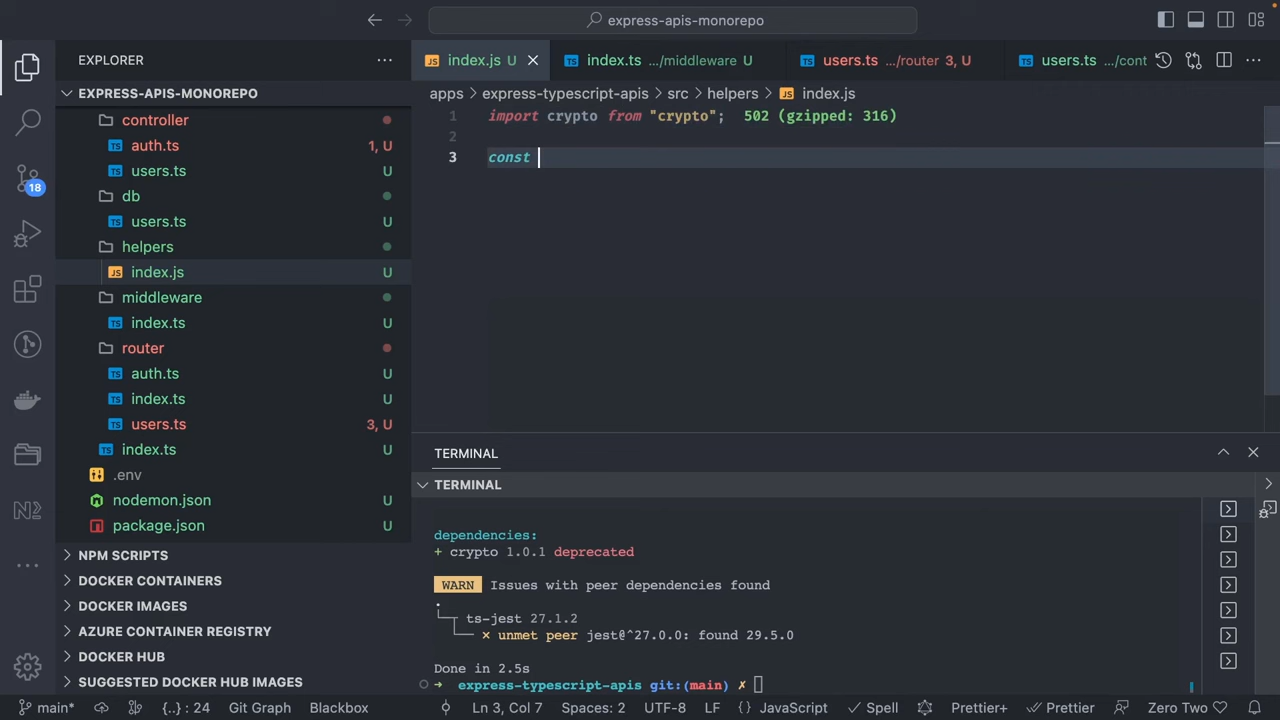 express-apis-monorepo
EXPLORER
EXPRESS-APIS-MONOREPO
controller
auth.ts 1, U
users.ts U
db
users.ts U
helpers
index.js U
middleware
index.ts U
router
auth.ts U
index.ts U
users.ts 3, U
index.ts U
.env
nodemon.json U
package.json U
NPM SCRIPTS
DOCKER CONTAINERS
DOCKER IMAGES
AZURE CONTAINER REGISTRY
DOCKER HUB
SUGGESTED DOCKER HUB IMAGES
18
index.js U index.ts .../middleware U users.ts .../router 3, U users.ts .../cont
apps > express-typescript-apis > src > helpers > index.js
1 import crypto from "crypto"; 502 (gzipped: 316)
2
3 const
TERMINAL
TERMINAL
dependencies:
+ crypto 1.0.1 deprecated
WARN Issues with peer dependencies found
.
└─┬ ts-jest 27.1.2
└── ✕ unmet peer jest@^27.0.0: found 29.5.0
Done in 2.5s
➜ express-typescript-apis git:(main) ✗
main* {..} : 24 Git Graph Blackbox Ln 3, Col 7 Spaces: 2 UTF-8 LF {} JavaScript Spell Prettier+ Prettier Zero Two